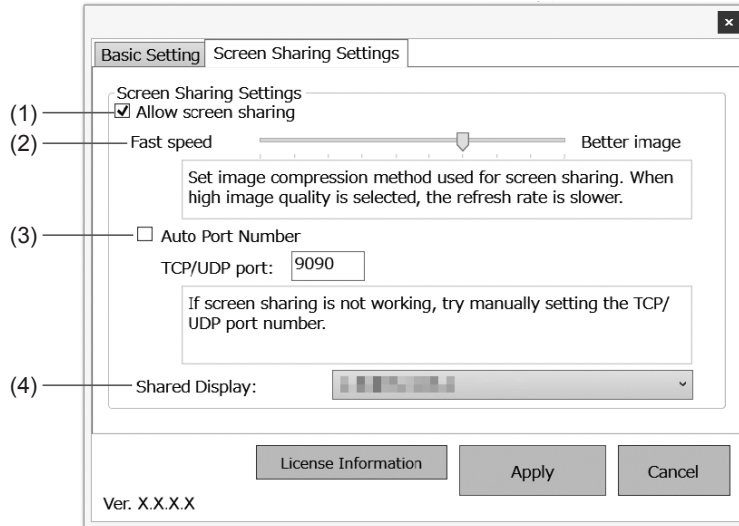 ×
Basic Setting Screen Sharing Settings
Screen Sharing Settings
(1) Allow screen sharing
(2) Fast speed Better image
Set image compression method used for screen sharing. When
high image quality is selected, the refresh rate is slower.
(3) Auto Port Number
TCP/UDP port: 9090
If screen sharing is not working, try manually setting the TCP/
UDP port number.
(4) Shared Display:
License Information Apply Cancel
Ver. X.X.X.X